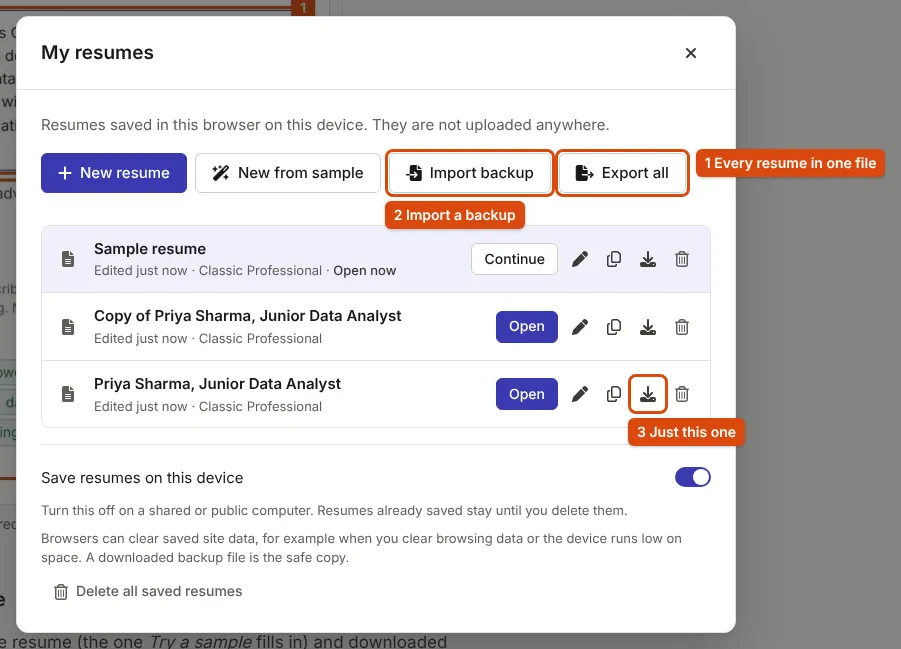 1
My resumes
Resumes saved in this browser on this device. They are not uploaded anywhere.
New resume
New from sample
Import backup
Export all
1 Every resume in one file
2 Import a backup
Sample resume
Edited just now · Classic Professional · Open now
Continue
Copy of Priya Sharma, Junior Data Analyst
Edited just now · Classic Professional
Open
Priya Sharma, Junior Data Analyst
Edited just now · Classic Professional
Open
3 Just this one
Save resumes on this device
Turn this off on a shared or public computer. Resumes already saved stay until you delete them.
Browsers can clear saved site data, for example when you clear browsing data or the device runs low on
space. A downloaded backup file is the safe copy.
Delete all saved resumes
e resume (the one Try a sample fills in) and downloaded